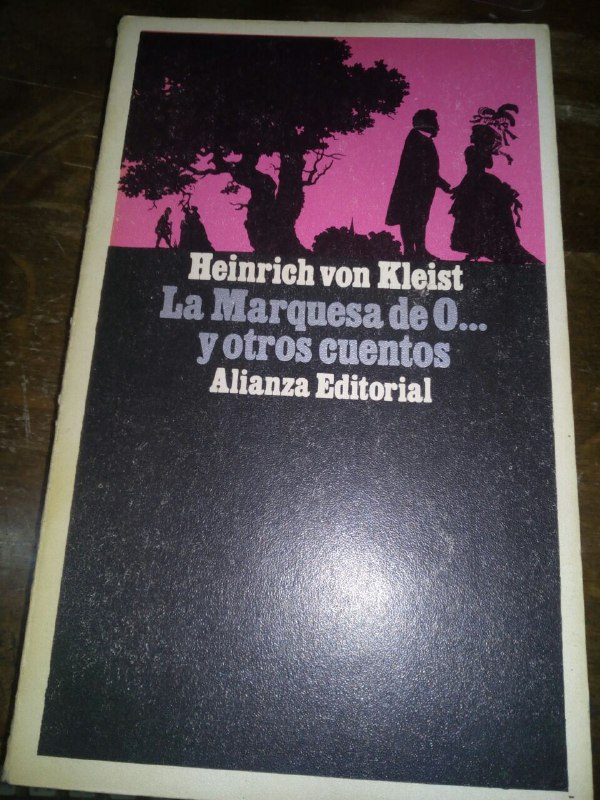 Heinrich von Kleist
La Marquesa de O...
y otros cuentos
Alianza Editorial